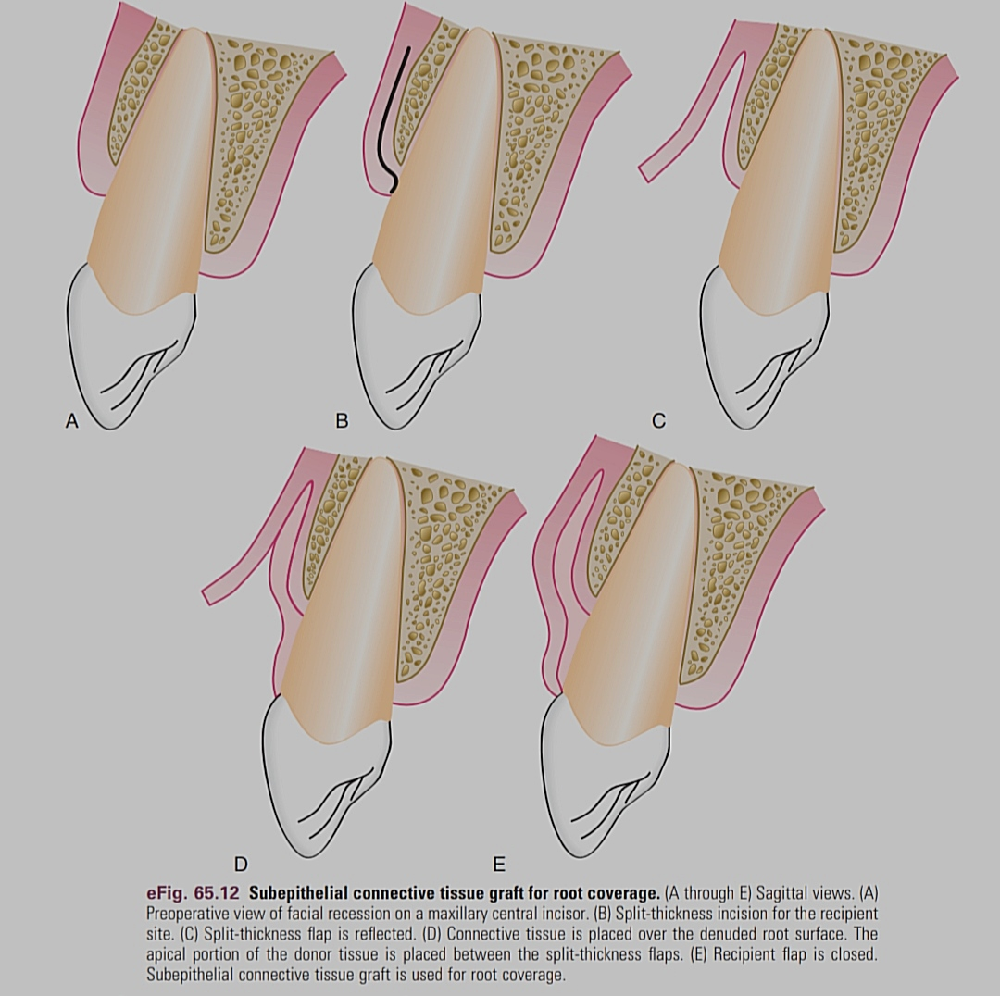 A
B
C
D
E
eFig. 65.12 Subepithelial connective tissue graft for root coverage. (A through E) Sagittal views. (A)
Preoperative view of facial recession on a maxillary central incisor. (B) Split-thickness incision for the recipient
site. (C) Split-thickness flap is reflected. (D) Connective tissue is placed over the denuded root surface. The
apical portion of the donor tissue is placed between the split-thickness flaps. (E) Recipient flap is closed.
Subepithelial connective tissue graft is used for root coverage.